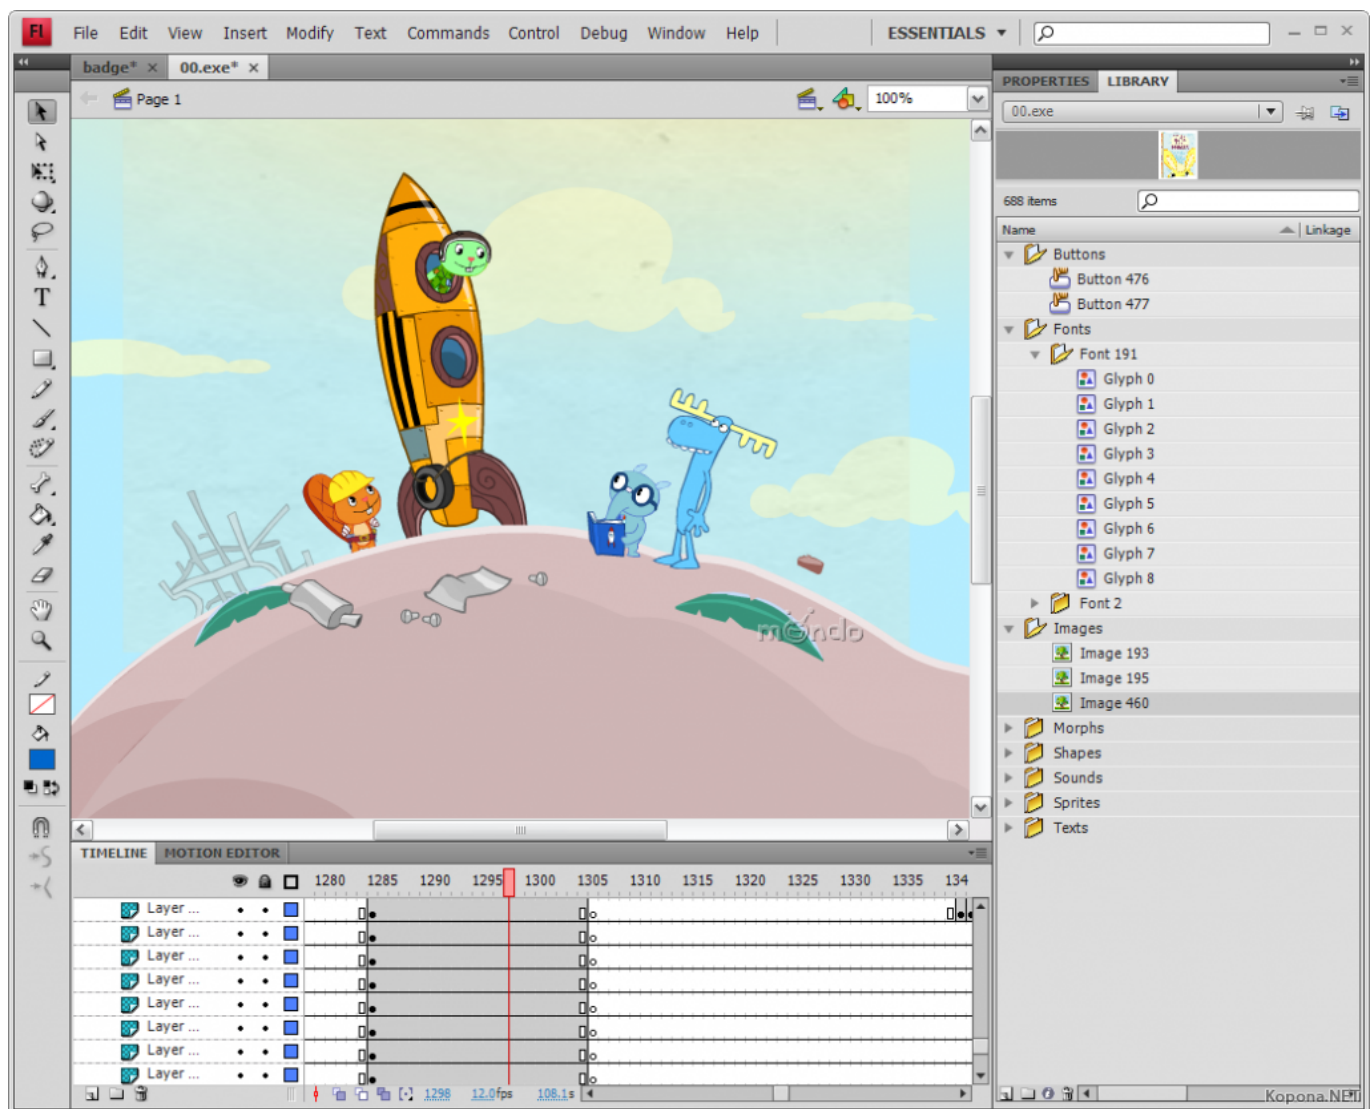 Fl File Edit View Insert Modify Text Commands Control Debug Window Help ESSENTIALS
badge* × 00.exe* ×
Page 1 100%
PROPERTIES LIBRARY
00.exe
688 items
Name Linkage
Buttons
Button 476
Button 477
Fonts
Font 191
Glyph 0
Glyph 1
Glyph 2
Glyph 3
Glyph 4
Glyph 5
Glyph 6
Glyph 7
Glyph 8
Font 2
Images
Image 193
Image 195
Image 460
Morphs
Shapes
Sounds
Sprites
Texts
T
mondo
TIMELINE MOTION EDITOR
1280 1285 1290 1295 1300 1305 1310 1315 1320 1325 1330 1335 134
Layer ...
Layer ...
Layer ...
Layer ...
Layer ...
Layer ...
Layer ...
Layer ...
1298 12.0fps 108.1s
Kopona.NET